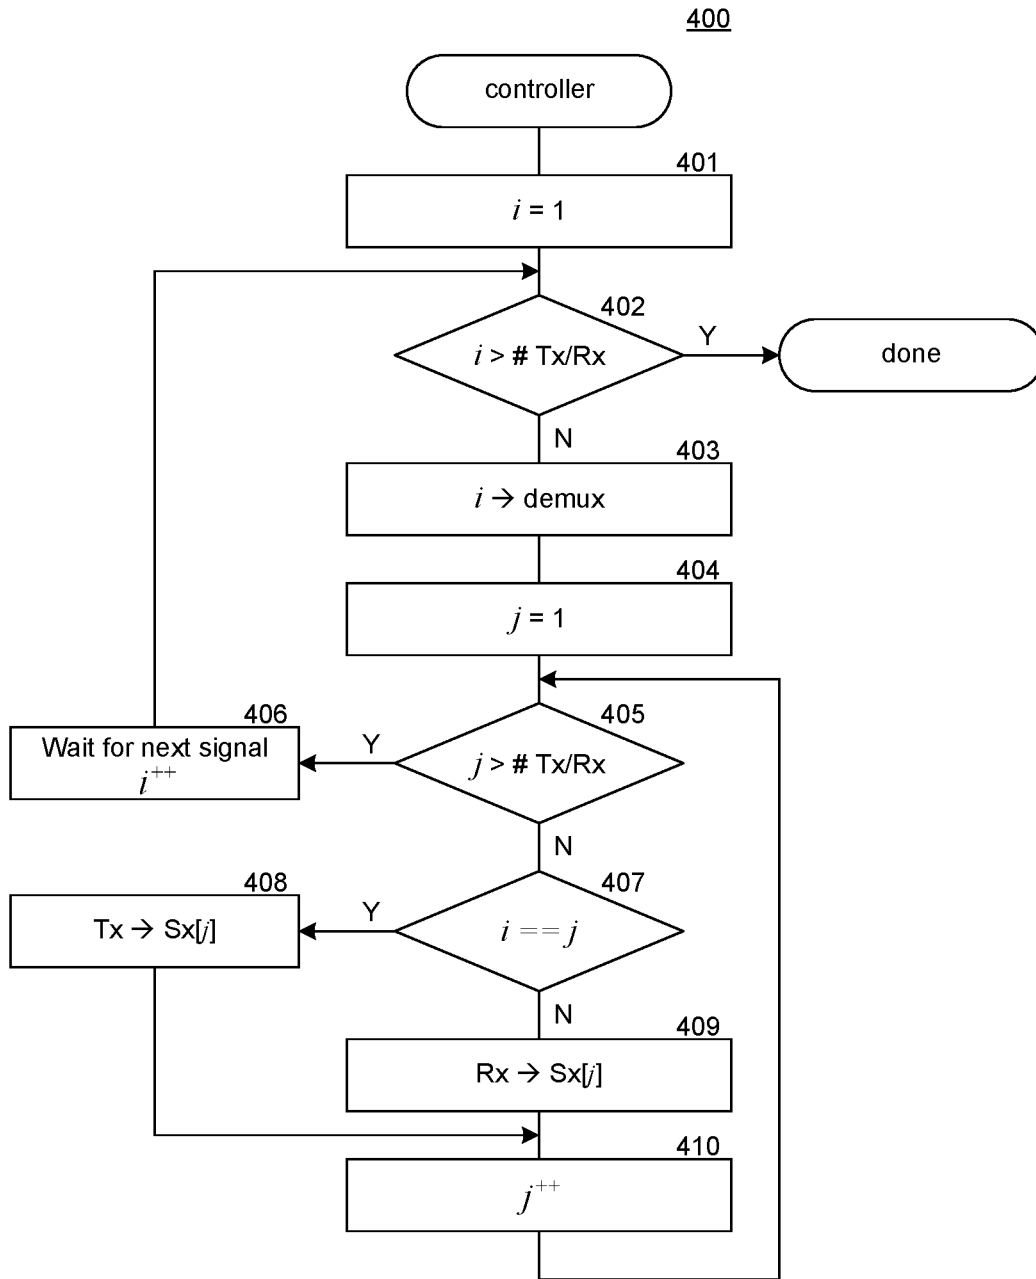 400
controller
401
i = 1
402
i > # Tx/Rx
Y
done
N
403
i → demux
404
j = 1
406
Wait for next signal
i++
Y
405
j > # Tx/Rx
N
408
Tx → Sx[j]
Y
407
i == j
N
409
Rx → Sx[j]
410
j++